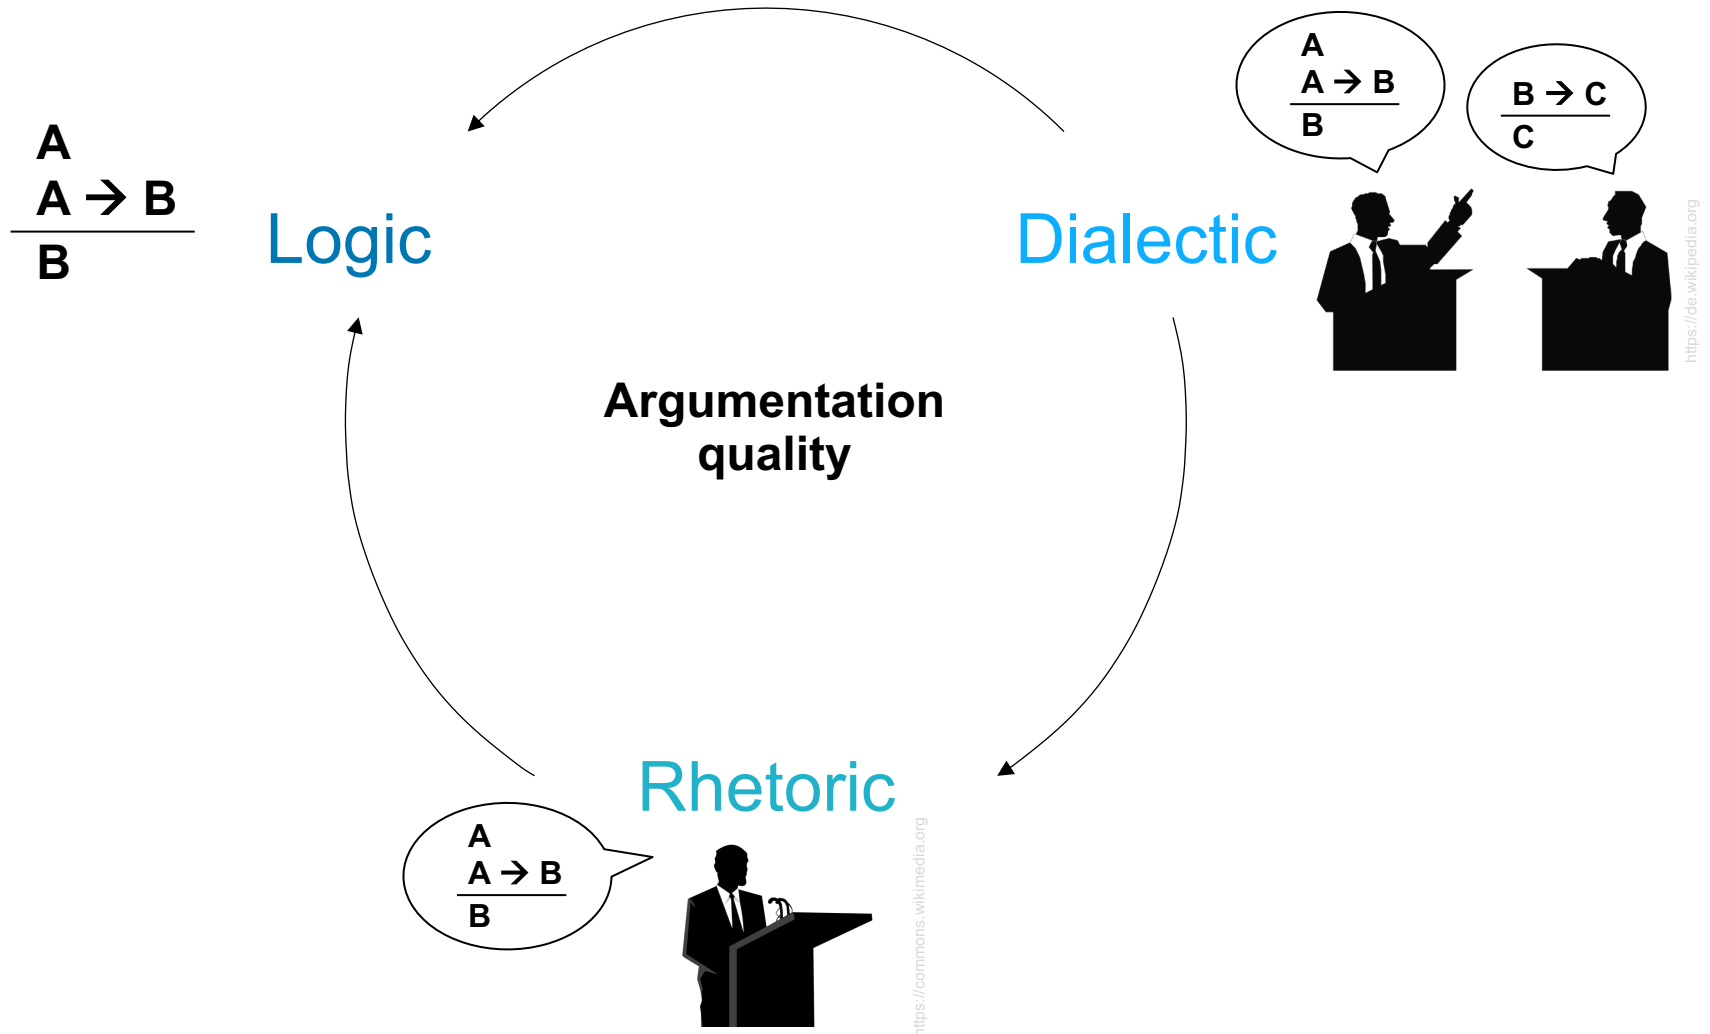 A
A → B
B
Logic
Dialectic
A
A → B
B
B → C
C
https://de.wikipedia.org
Argumentation
quality
Rhetoric
A
A → B
B
https://commons.wikimedia.org